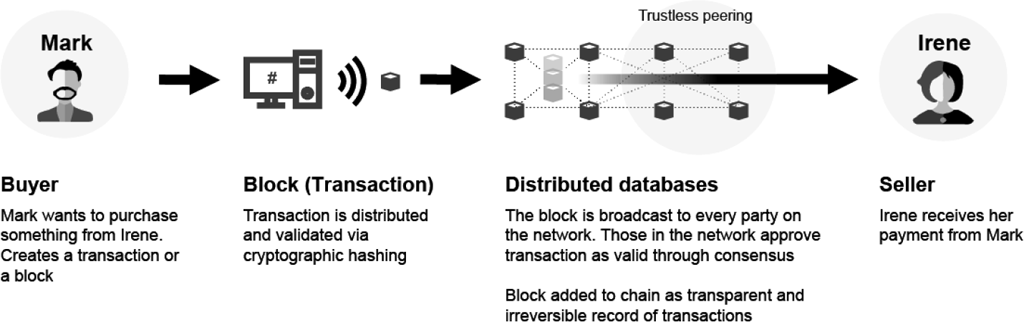 Trustless peering
Mark
Irene
#
Buyer
Mark wants to purchase
something from Irene.
Creates a transaction or
a block
Block (Transaction)
Transaction is distributed
and validated via
cryptographic hashing
Distributed databases
The block is broadcast to every party on
the network. Those in the network approve
transaction as valid through consensus
Block added to chain as transparent and
irreversible record of transactions
Seller
Irene receives her
payment from Mark